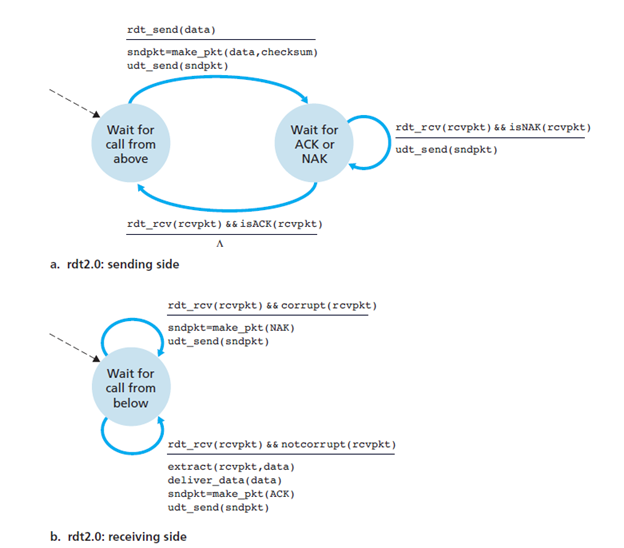 rdt_send(data)
sndpkt=make_pkt(data,checksum)
udt_send(sndpkt)
Wait for
call from
above
Wait for
ACK or
NAK
rdt_rcv(rcvpkt)&&isNAK(rcvpkt)
udt_send(sndpkt)
rdt_rcv(rcvpkt)&&isACK(rcvpkt)
Λ
a. rdt2.0: sending side
rdt_rcv(rcvpkt)&&corrupt(rcvpkt)
sndpkt=make_pkt(NAK)
udt_send(sndpkt)
Wait for
call from
below
rdt_rcv(rcvpkt)&&notcorrupt(rcvpkt)
extract(rcvpkt,data)
deliver_data(data)
sndpkt=make_pkt(ACK)
udt_send(sndpkt)
b. rdt2.0: receiving side